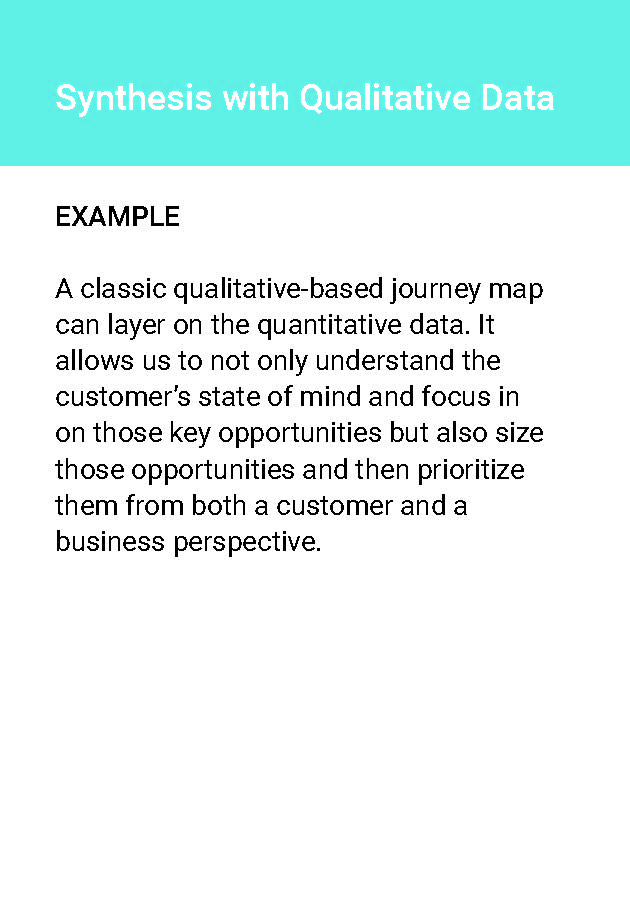 Synthesis with Qualitative Data
EXAMPLE
A classic qualitative-based journey map
can layer on the quantitative data. It
allows us to not only understand the
customer’s state of mind and focus in
on those key opportunities but also size
those opportunities and then prioritize
them from both a customer and a
business perspective.